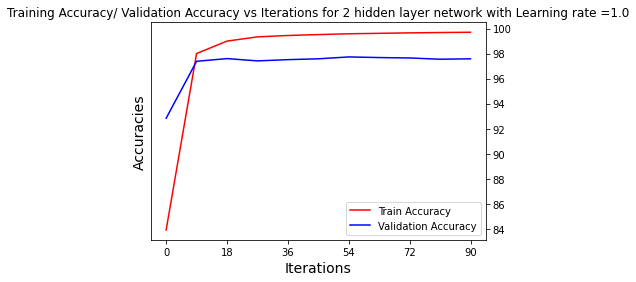 Training Accuracy/ Validation Accuracy vs Iterations for 2 hidden layer network with Learning rate =1.0
100
98
96
94
92
90
88
86
84
Accuracies
Train Accuracy
Validation Accuracy
0 18 36 54 72 90
Iterations